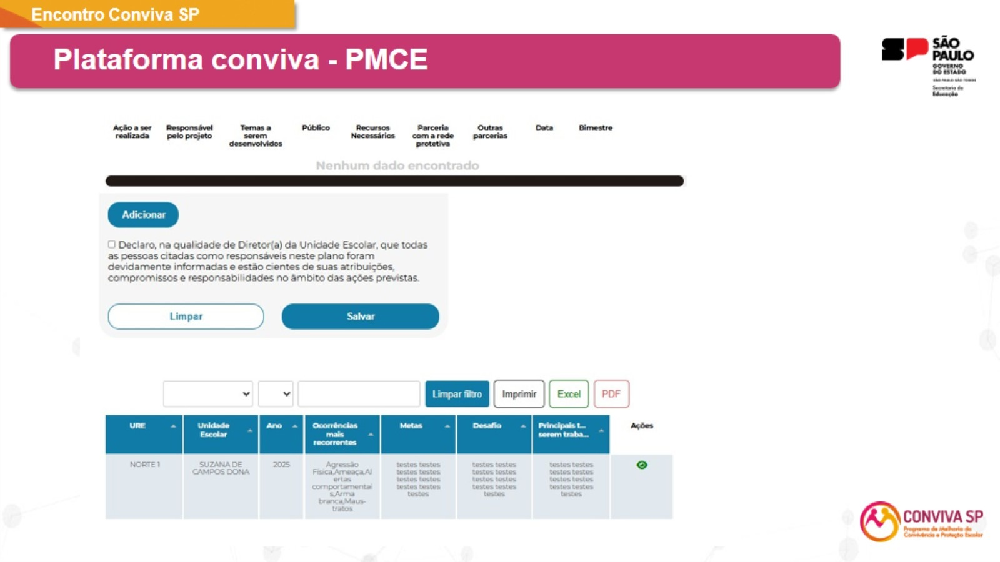 Encontro Conviva SP
Plataforma conviva - PMCE
SÃO
PAULO
GOVERNO
DO ESTADO
SÃO PAULO SÃO TODOS
Secretaria da
Educação
Ação a ser
realizada
Responsável
pelo projeto
Temas a
serem
desenvolvidos
Público
Recursos
Necessários
Parceria
com a rede
protetiva
Outras
parcerias
Data
Bimestre
Nenhum dado encontrado
Adicionar
Declaro, na qualidade de Diretor(a) da Unidade Escolar, que todas
as pessoas citadas como responsáveis neste plano foram
devidamente informadas e estão cientes de suas atribuições,
compromissos e responsabilidades no âmbito das ações previstas.
Limpar
Salvar
Limpar filtro
Imprimir
Excel
PDF
URE
Unidade
Escolar
Ano
Ocorrências
mais
recorrentes
Metas
Desafio
Principais t...
serem traba...
Ações
NORTE 1
SUZANA DE
CAMPOS DONA
2025
Agressão
Física,Ameaça,Al
ertas
comportamentai
s,Arma
branca,Maus-
tratos
testes testes
testes testes
testes testes
testes testes
testes
testes testes
testes testes
testes testes
testes testes
testes
testes testes
testes testes
testes testes
testes testes
testes
CONVIVA SP
Programa de Melhoria da
Convivência e Proteção Escolar